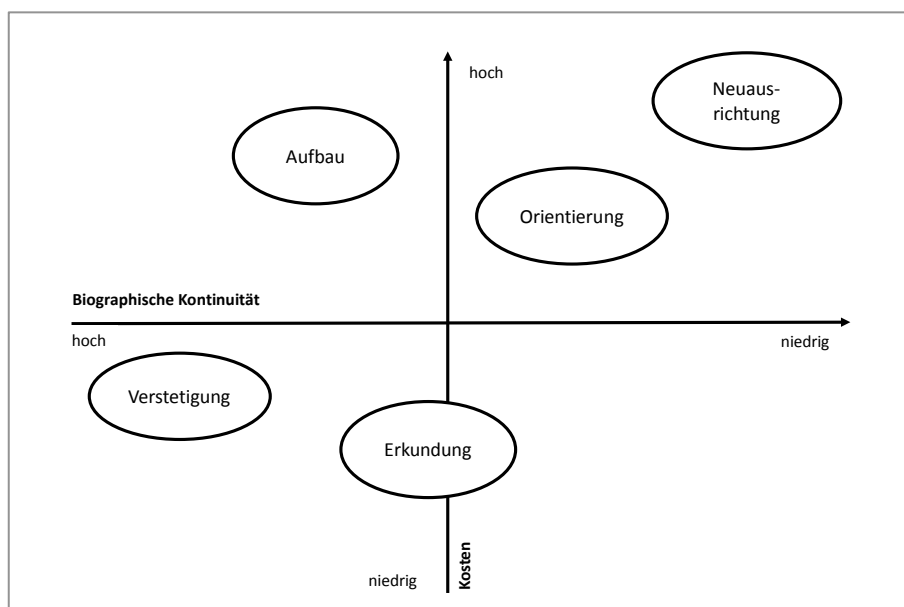 hoch
Neuaus-
richtung
Aufbau
Orientierung
Biographische Kontinuität
hoch
niedrig
Verstetigung
Erkundung
niedrig
Kosten